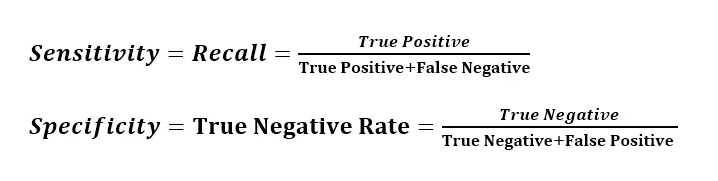 Sensitivity = Recall = True Positive / True Positive+False Negative
Specificity = True Negative Rate = True Negative / True Negative+False Positive